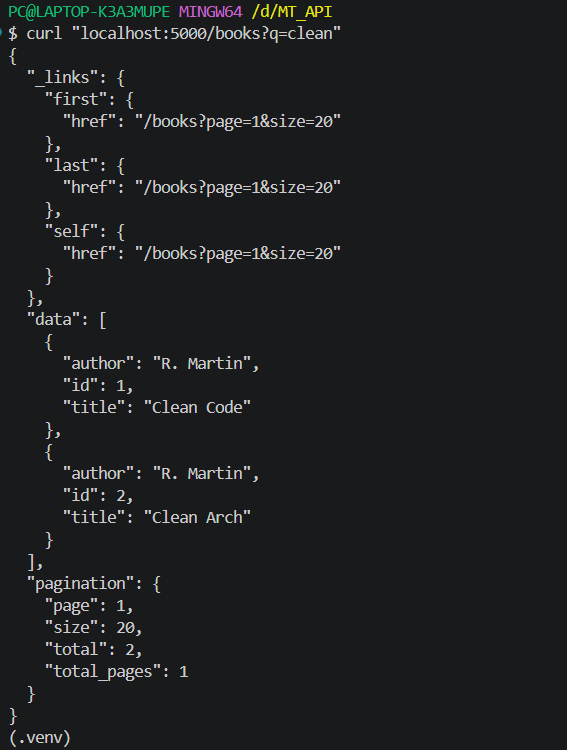 PC@LAPTOP-K3A3MUPE MINGW64 /d/MT_API
$ curl "localhost:5000/books?q=clean"
{
  "_links": {
    "first": {
      "href": "/books?page=1&size=20"
    },
    "last": {
      "href": "/books?page=1&size=20"
    },
    "self": {
      "href": "/books?page=1&size=20"
    }
  },
  "data": [
    {
      "author": "R. Martin",
      "id": 1,
      "title": "Clean Code"
    },
    {
      "author": "R. Martin",
      "id": 2,
      "title": "Clean Arch"
    }
  ],
  "pagination": {
    "page": 1,
    "size": 20,
    "total": 2,
    "total_pages": 1
  }
}
(.venv)